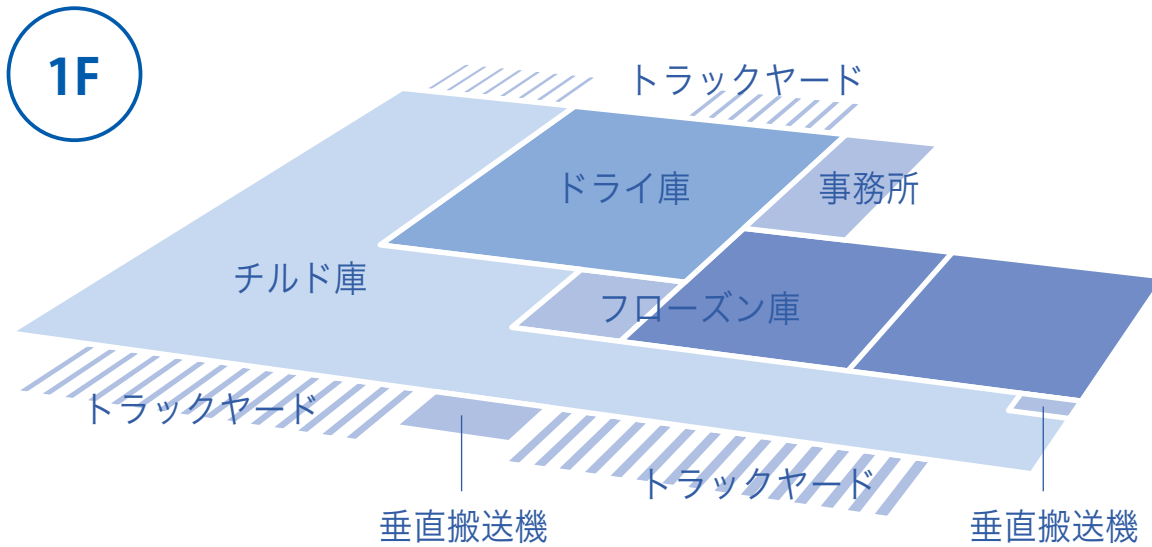 1F
トラックヤード
ドライ庫
事務所
チルド庫
フローズン庫
トラックヤード
トラックヤード
垂直搬送機
垂直搬送機